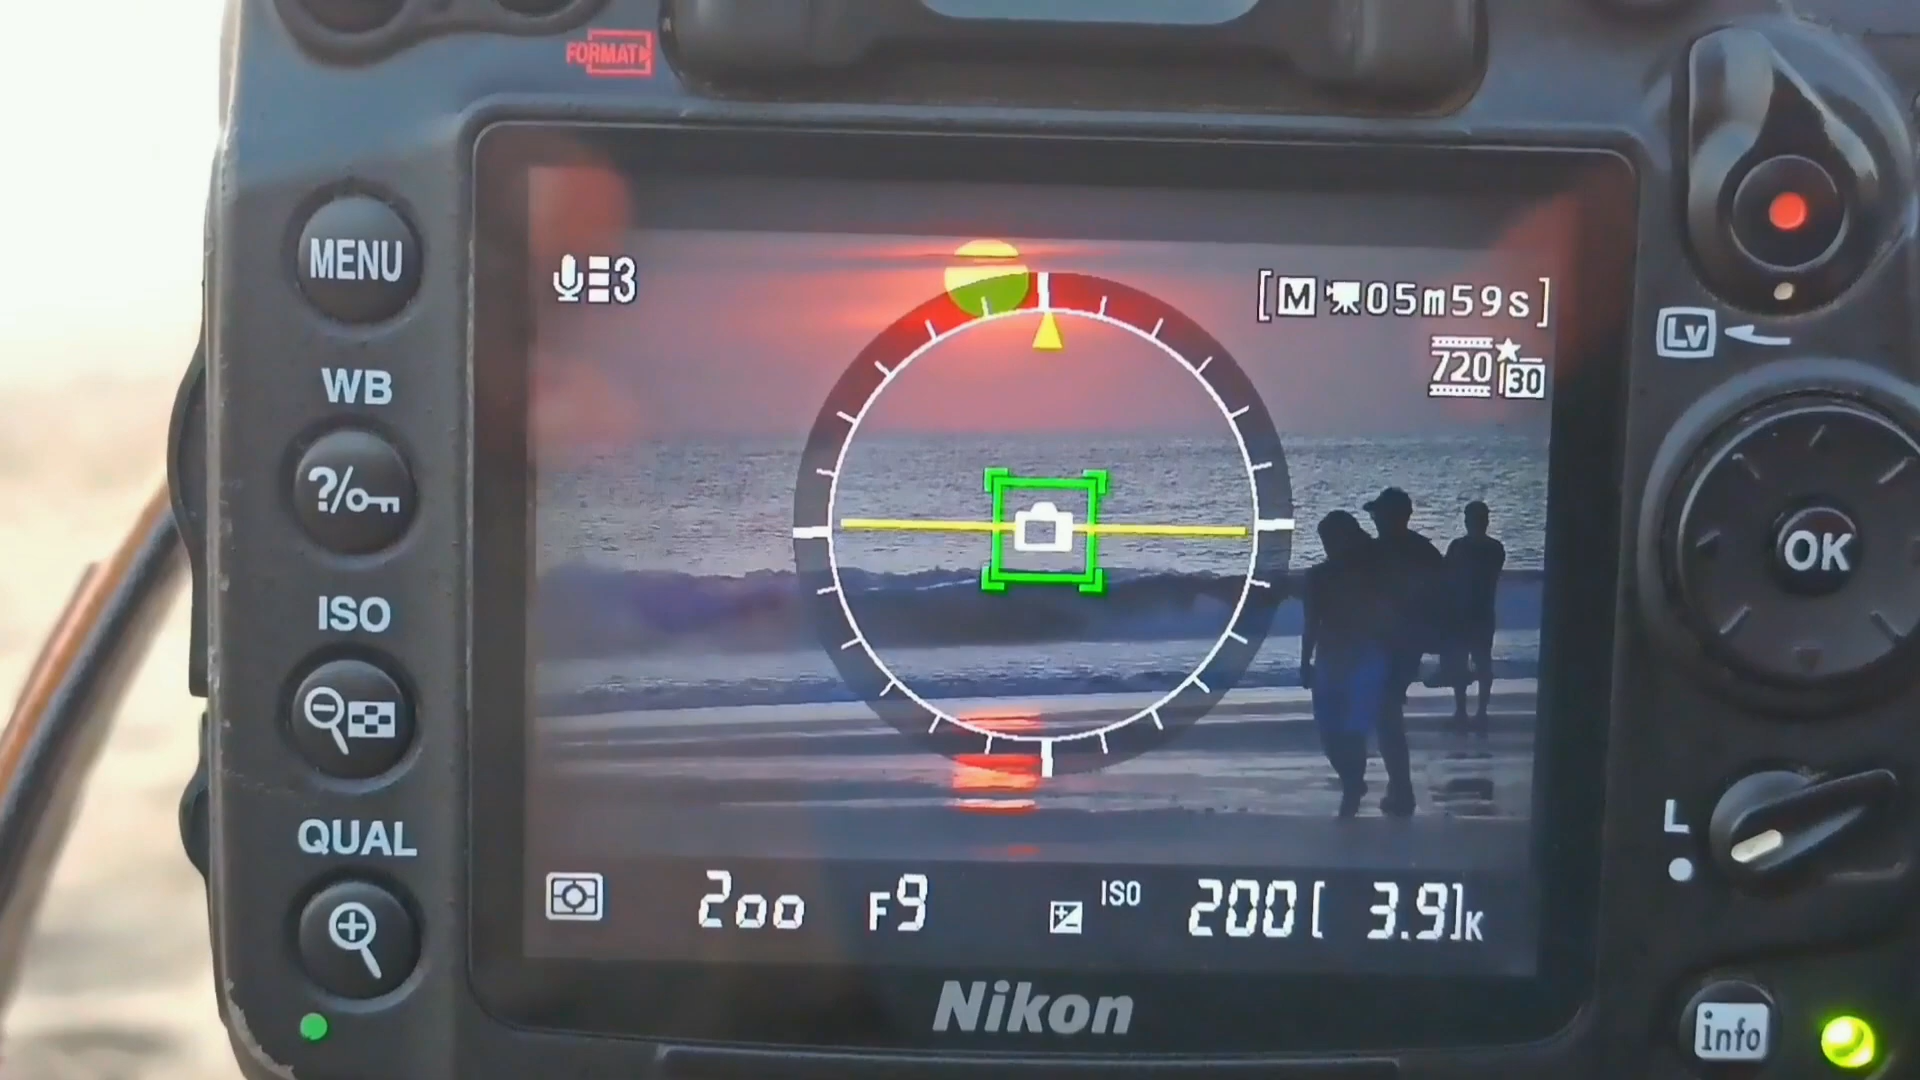 FORMAT
MENU
3
[M 05m59s]
Lv
720 30
WB
?/
ISO
OK
QUAL
L
200 F9 ISO 200[ 3.9]K
Nikon
info